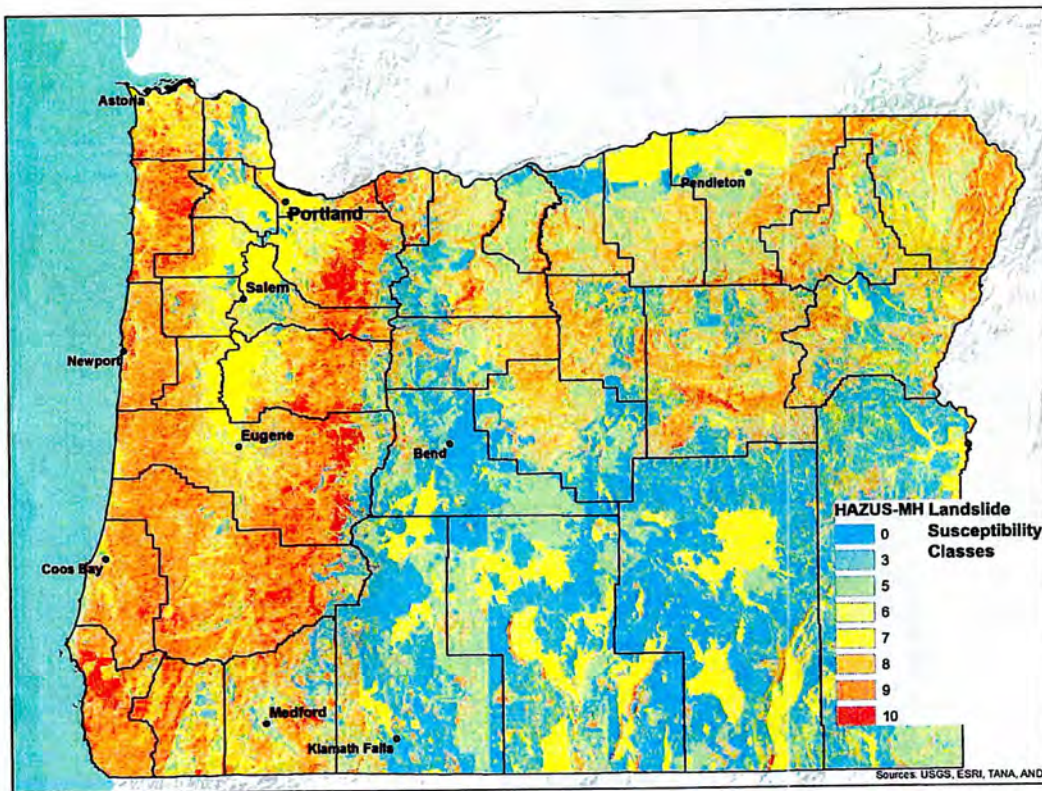 Astoria
Portland
Pendleton
Salem
Newport
Eugene
Bend
Coos Bay
Medford
Klamath Falls
HAZUS-MH Landslide
Susceptibility
Classes
0
3
5
6
7
8
9
10
Sources: USGS, ESRI, TANA, AND